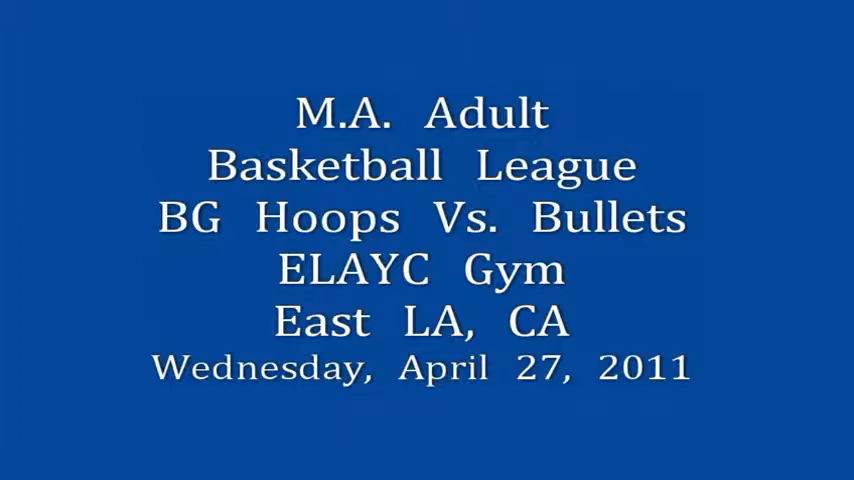 M.A. Adult
Basketball League
BG Hoops Vs. Bullets
ELAYC Gym
East LA, CA
Wednesday, April 27, 2011